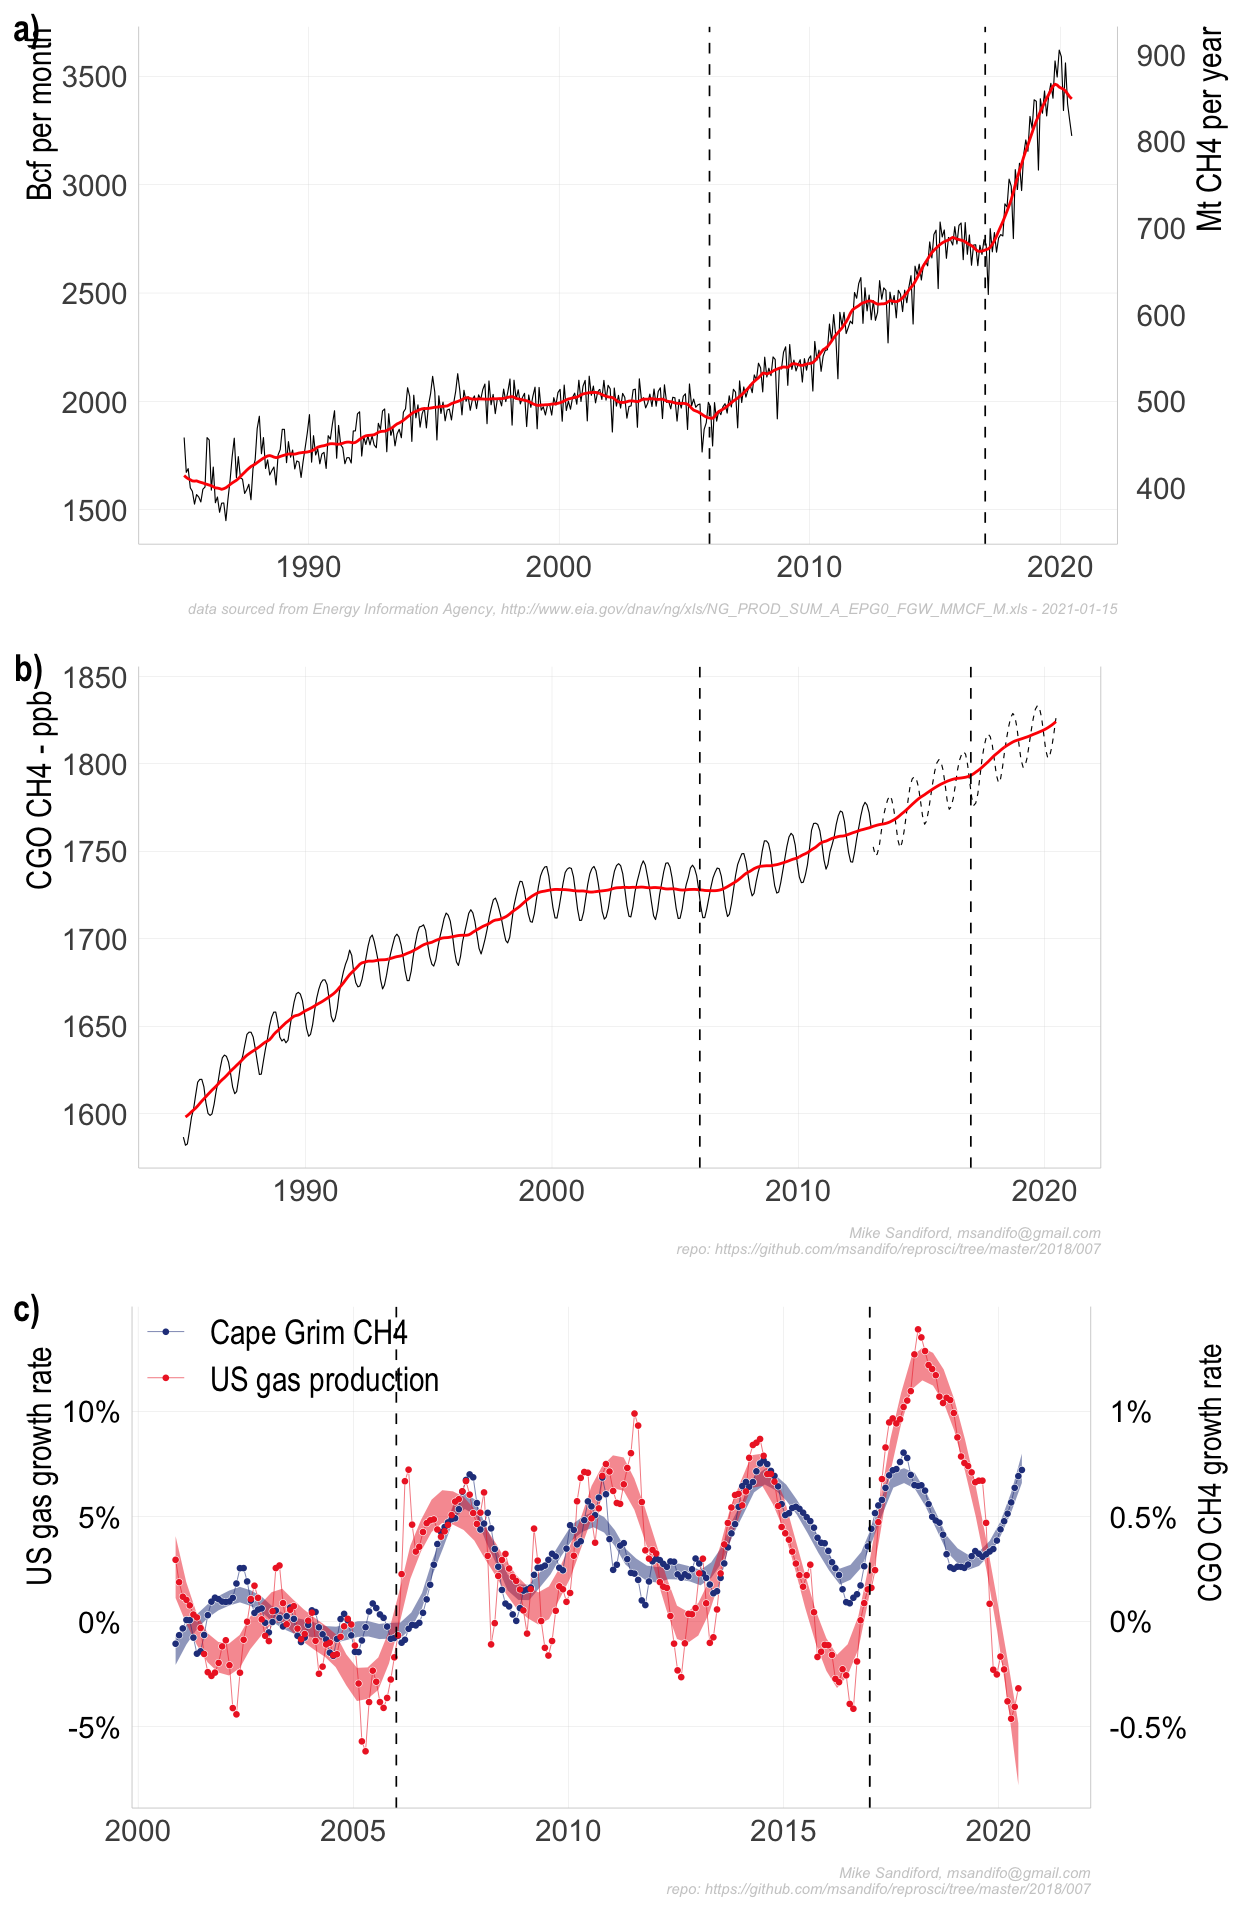 a)
Bcf per month
Mt CH4 per year
3500
3000
2500
2000
1500
900
800
700
600
500
400
1990
2000
2010
2020
data sourced from Energy Information Agency, http://www.eia.gov/dnav/ng/xls/NG_PROD_SUM_A_EPG0_FGW_MMCF_M.xls - 2021-01-15
b)
CGO CH4 - ppb
1850
1800
1750
1700
1650
1600
1990
2000
2010
2020
Mike Sandiford, msandifo@gmail.com
repo: https://github.com/msandifo/reprosci/tree/master/2018/007
c)
Cape Grim CH4
US gas production
US gas growth rate
CGO CH4 growth rate
10%
5%
0%
-5%
1%
0.5%
0%
-0.5%
2000
2005
2010
2015
2020
Mike Sandiford, msandifo@gmail.com
repo: https://github.com/msandifo/reprosci/tree/master/2018/007